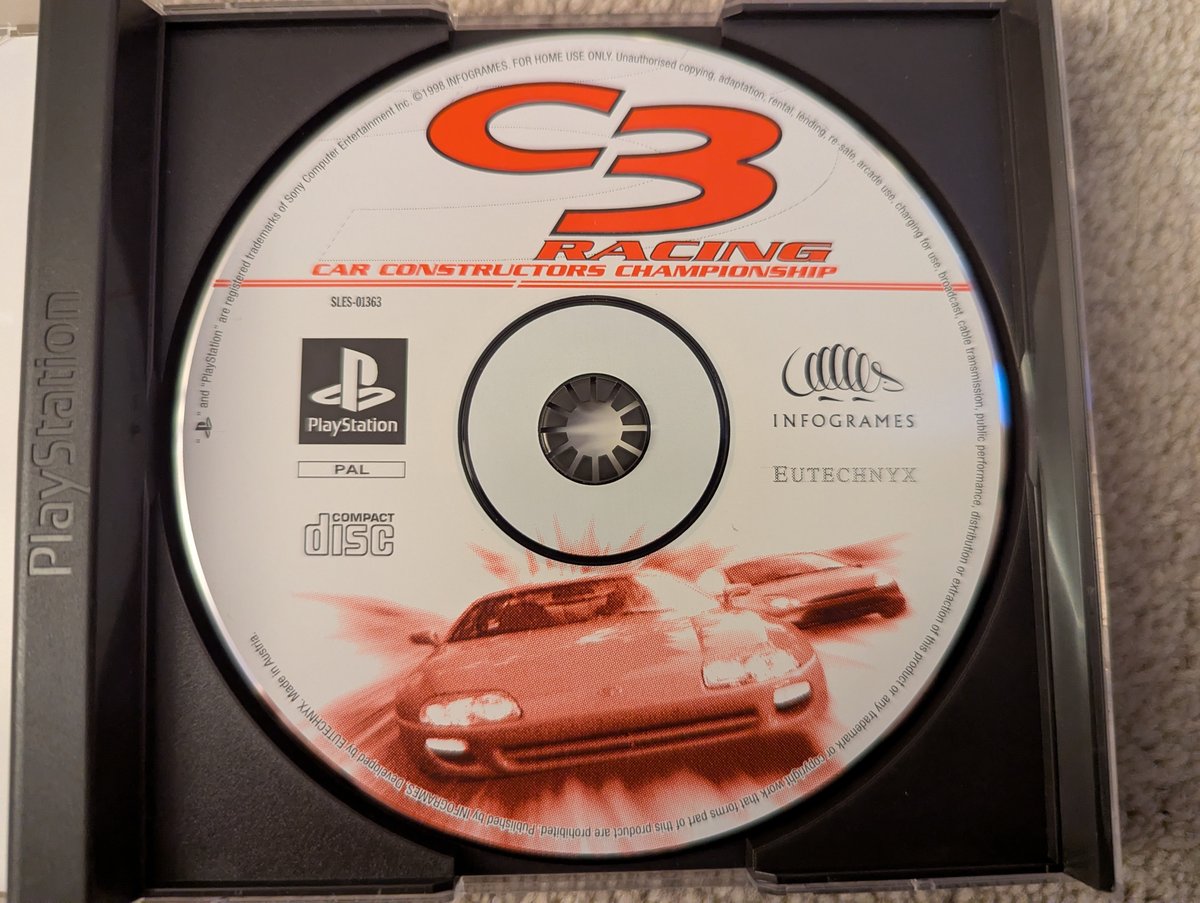 PlayStation
C3
RACING
CAR CONSTRUCTORS CHAMPIONSHIP
SLES-01363
PlayStation
PAL
COMPACT
disc
INFOGRAMES
EUTECHNYX
" " and "PlayStation" are registered trademarks of Sony Computer Entertainment Inc. ©1998 INFOGRAMES. FOR HOME USE ONLY. Unauthorised copying, adaptation, rental, lending, re-sale, arcade use, charging for use, broadcast, cable transmission, public performance, distribution or extraction of this product or any trademark or copyright work that forms part of this product are prohibited. Published by INFOGRAMES. Developed by EUTECHNYX. Made in Austria.